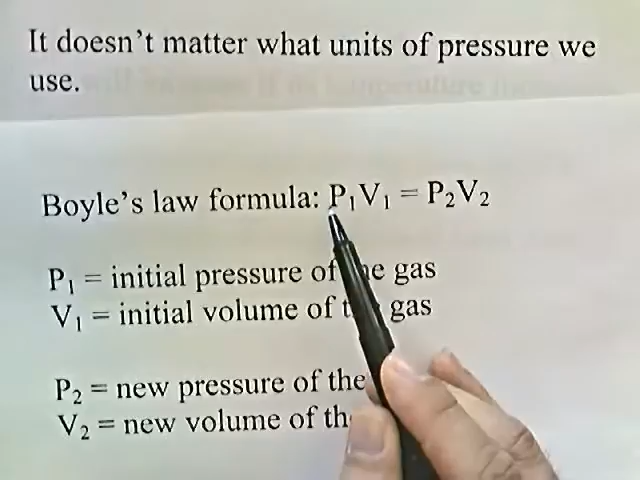 It doesn't matter what units of pressure we
use.
Boyle's law formula: P₁V₁ = P₂V₂
P₁ = initial pressure of gas
V₁ = initial volume of gas
P₂ = new pressure of the
V₂ = new volume of